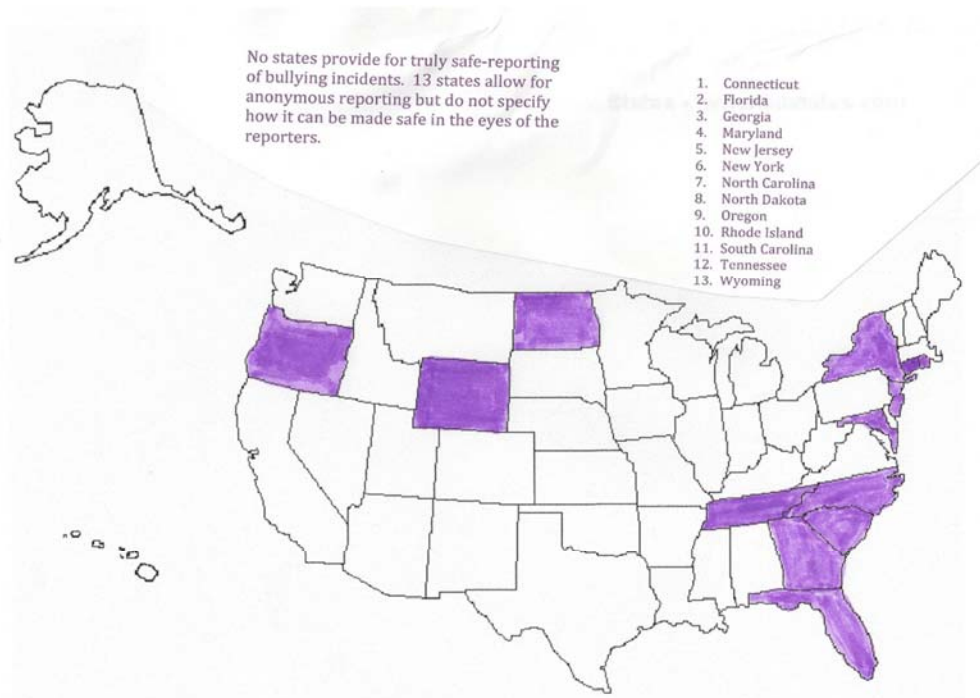 No states provide for truly safe-reporting
of bullying incidents. 13 states allow for
anonymous reporting but do not specify
how it can be made safe in the eyes of the
reporters.
1. Connecticut
2. Florida
3. Georgia
4. Maryland
5. New Jersey
6. New York
7. North Carolina
8. North Dakota
9. Oregon
10. Rhode Island
11. South Carolina
12. Tennessee
13. Wyoming